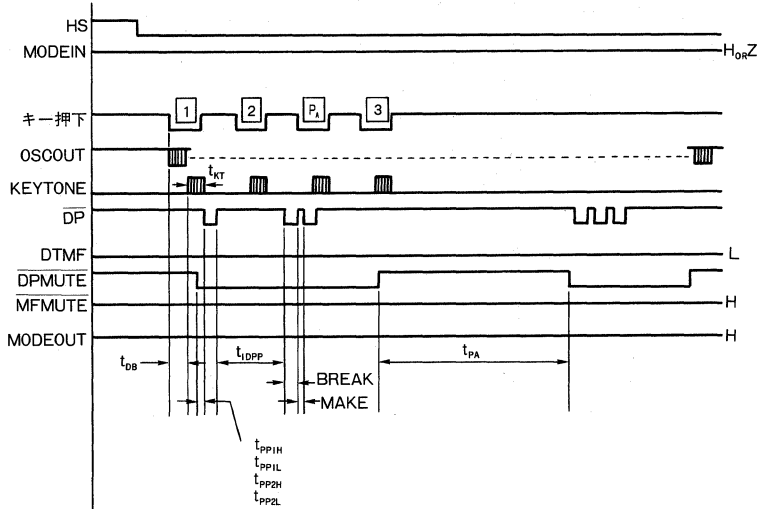 HS
MODEIN
HORZ
キー押下
1
2
PA
3
OSCOUT
tKT
KEYTONE
DP
DTMF
L
DPMUTE
MFMUTE
H
MODEOUT
H
tDB
tIDPP
tPA
BREAK
MAKE
tPP1H
tPP1L
tPP2H
tPP2L